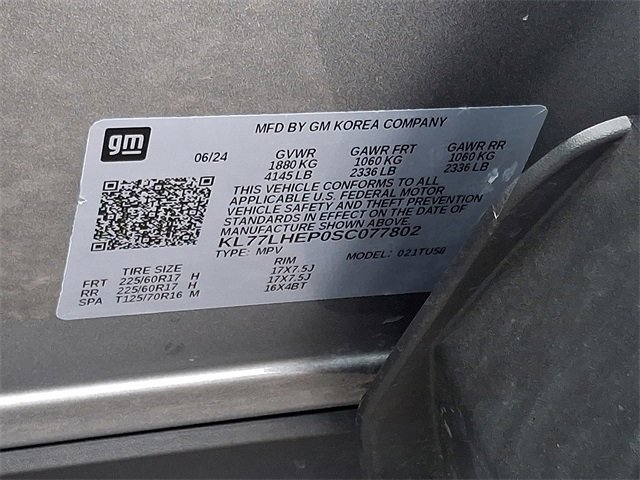 gm
MFD BY GM KOREA COMPANY
06/24 GVWR GAWR FRT GAWR RR
1880 KG 1060 KG 1060 KG
4145 LB 2336 LB 2336 LB
THIS VEHICLE CONFORMS TO ALL
APPLICABLE U.S. FEDERAL MOTOR
VEHICLE SAFETY AND THEFT PREVENTION
STANDARDS IN EFFECT ON THE DATE OF
MANUFACTURE SHOWN ABOVE.
KL77LHEP0SC077802
TYPE: MPV MODEL: 021TU58
TIRE SIZE RIM
FRT 225/60R17 H 17X7.5J
RR 225/60R17 H 17X7.5J
SPA T125/70R16 M 16X4BT